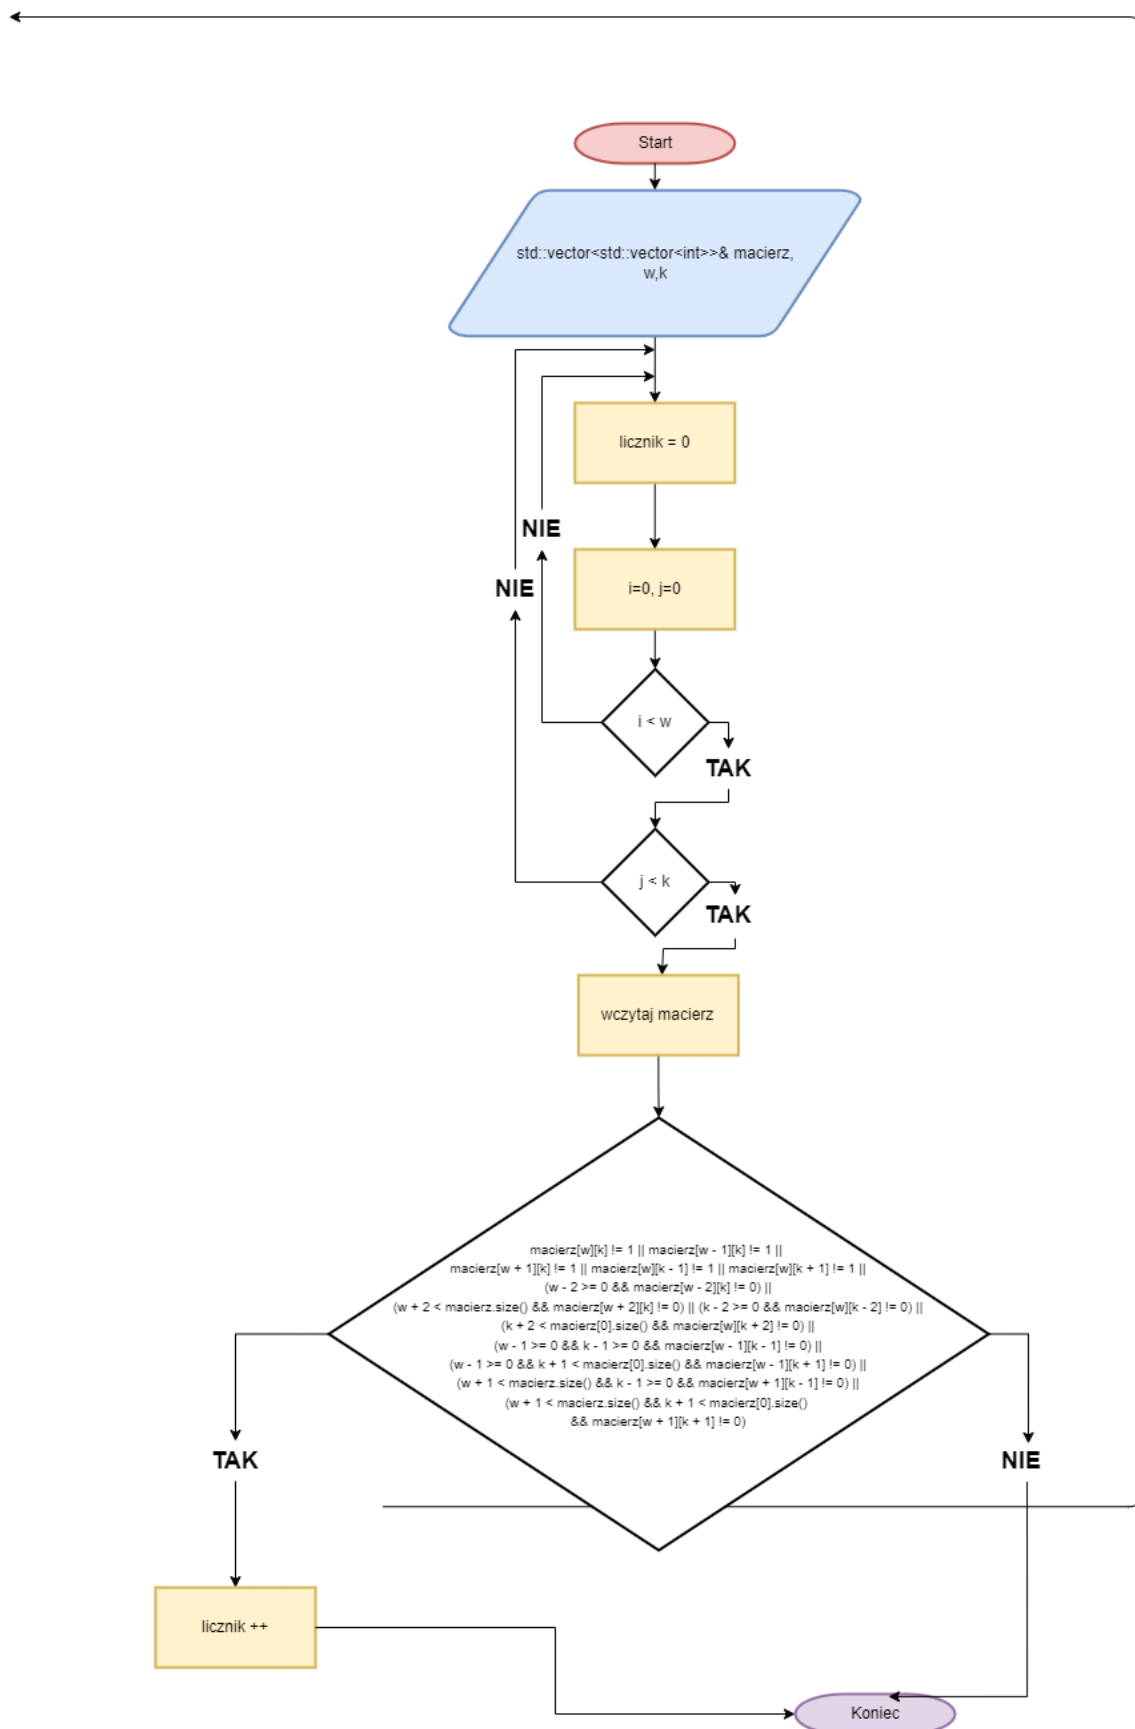 Start
std::vector<std::vector<int>>& macierz,
w,k
licznik = 0
NIE
i=0, j=0
NIE
i < w
TAK
j < k
TAK
wczytaj macierz
macierz[w][k] != 1 || macierz[w - 1][k] != 1 ||
macierz[w + 1][k] != 1 || macierz[w][k - 1] != 1 || macierz[w][k + 1] != 1 ||
(w - 2 >= 0 && macierz[w - 2][k] != 0) ||
(w + 2 < macierz.size() && macierz[w + 2][k] != 0) || (k - 2 >= 0 && macierz[w][k - 2] != 0) ||
(k + 2 < macierz[0].size() && macierz[w][k + 2] != 0) ||
(w - 1 >= 0 && k - 1 >= 0 && macierz[w - 1][k - 1] != 0) ||
(w - 1 >= 0 && k + 1 < macierz[0].size() && macierz[w - 1][k + 1] != 0) ||
(w + 1 < macierz.size() && k - 1 >= 0 && macierz[w + 1][k - 1] != 0) ||
(w + 1 < macierz.size() && k + 1 < macierz[0].size()
&& macierz[w + 1][k + 1] != 0)
TAK
NIE
licznik ++
Koniec